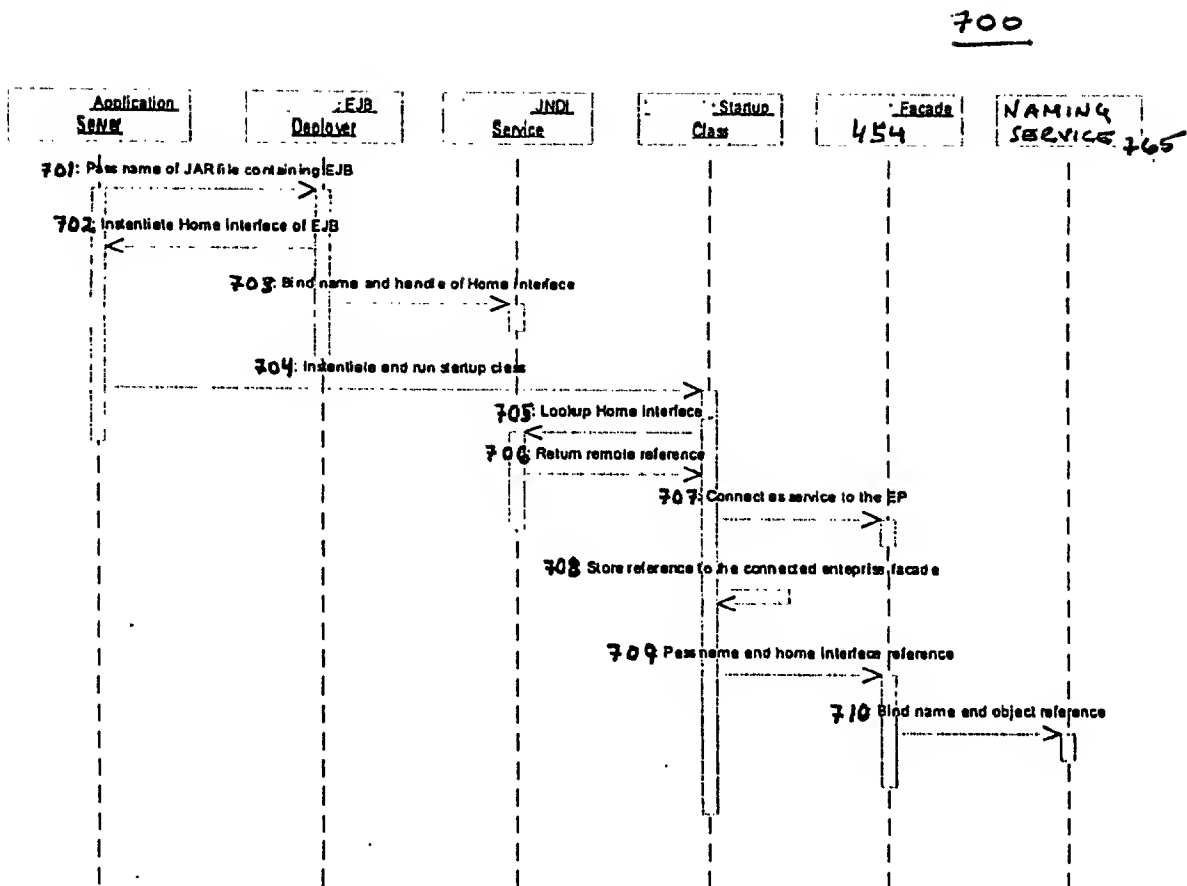 700
: Application
Server
: EJB
Deployer
: JNDI
Service
: Startup
Class
: Facade
454
NAMING
SERVICE 765
701: Pass name of JAR file containing EJB
702: Instantiate Home Interface of EJB
703: Bind name and handle of Home Interface
704: Instantiate and run startup class
705: Lookup Home Interface
706: Return remote reference
707: Connect as service to the EP
708 Store reference to the connected enteprise facade
709 Pass name and home interface reference
710 Bind name and object reference